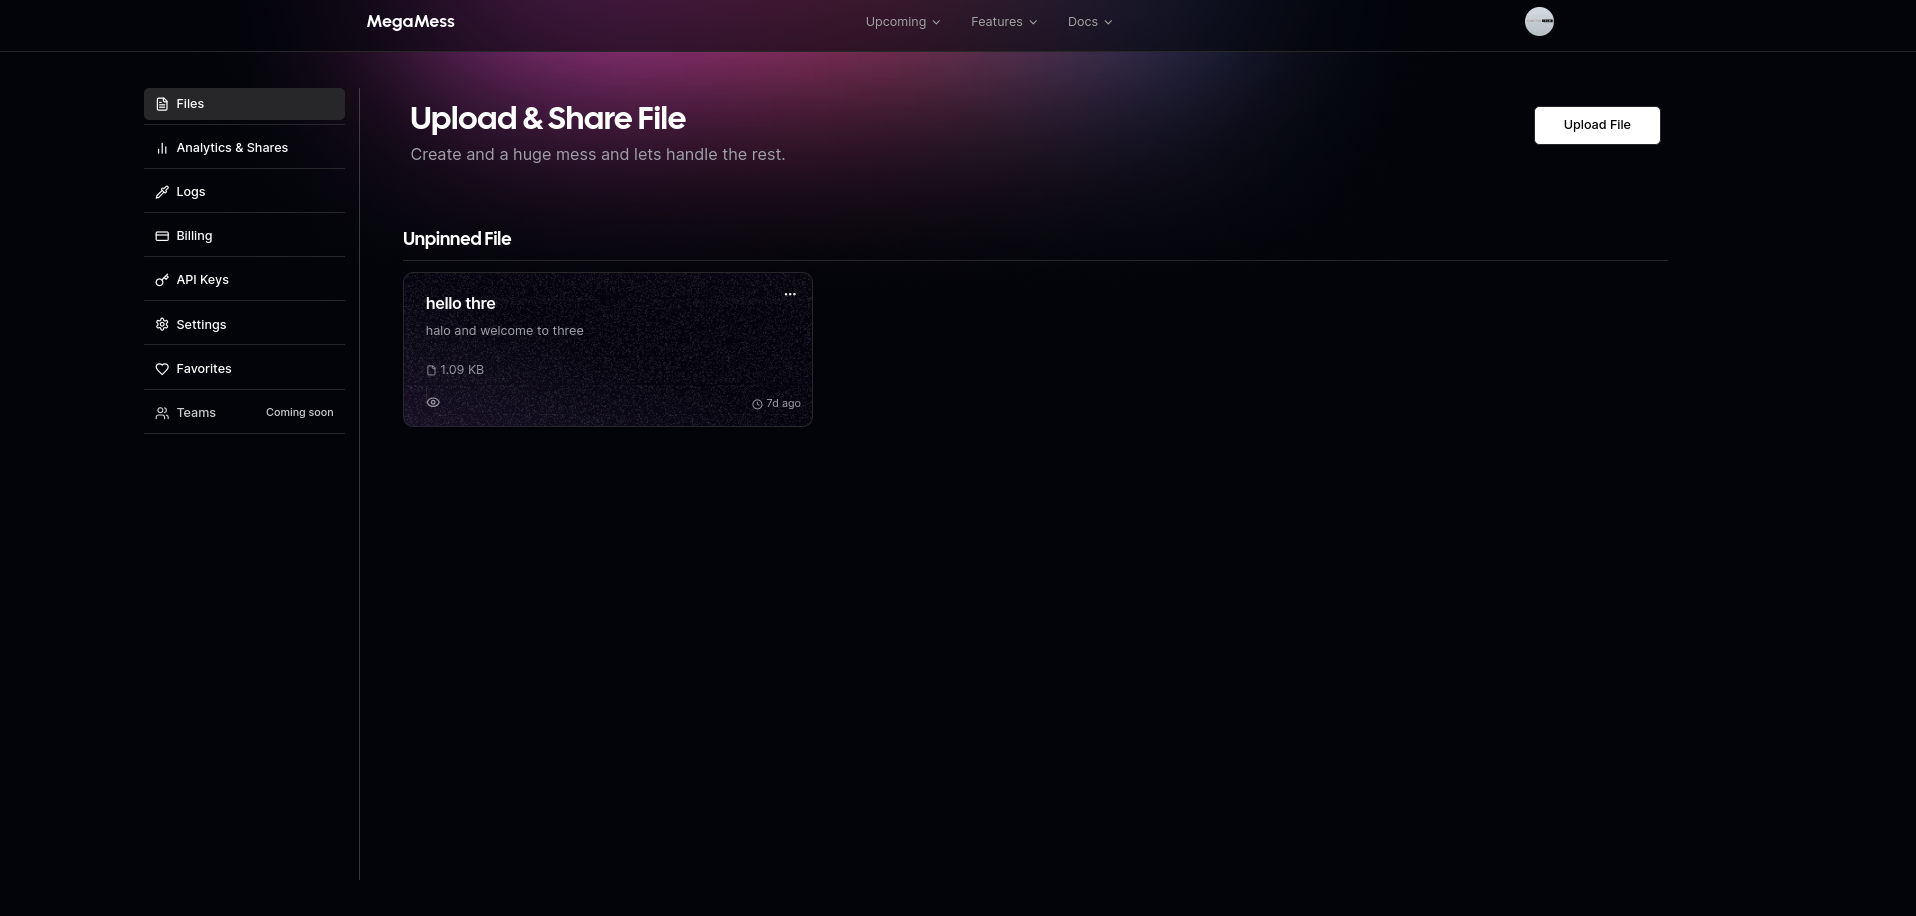 MegaMess
Upcoming
Features
Docs
Files
Analytics & Shares
Logs
Billing
API Keys
Settings
Favorites
Teams Coming soon
Upload & Share File
Create and a huge mess and lets handle the rest.
Upload File
Unpinned File
hello thre
halo and welcome to three
1.09 KB
7d ago